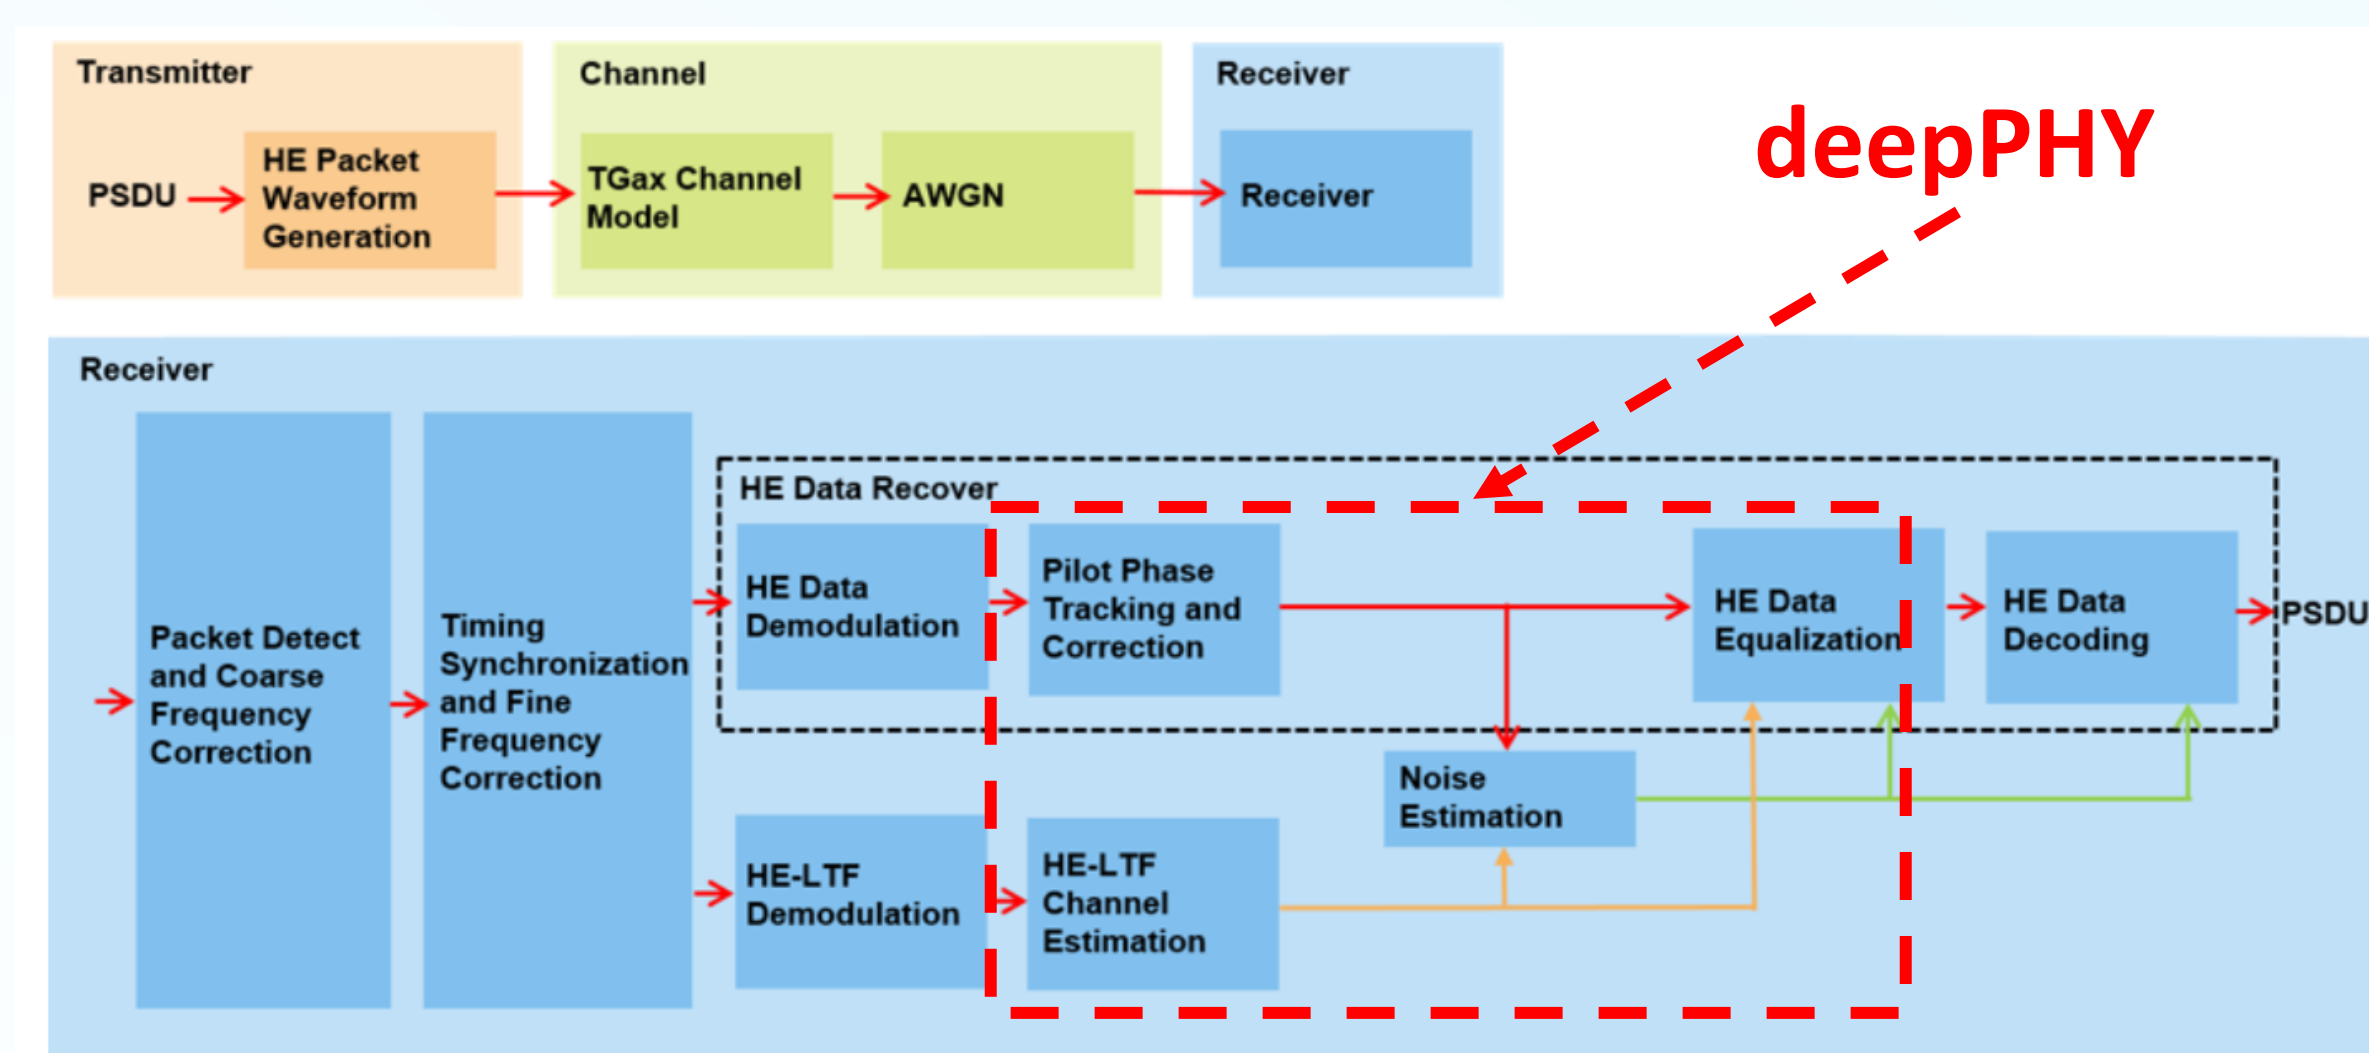 Transmitter
PSDU
HE Packet
Waveform
Generation
Channel
TGax Channel
Model
AWGN
Receiver
Receiver
deepPHY
Receiver
Packet Detect
and Coarse
Frequency
Correction
Timing
Synchronization
and Fine
Frequency
Correction
HE Data Recover
HE Data
Demodulation
Pilot Phase
Tracking and
Correction
HE Data
Equalization
HE Data
Decoding
PSDU
Noise
Estimation
HE-LTF
Demodulation
HE-LTF
Channel
Estimation